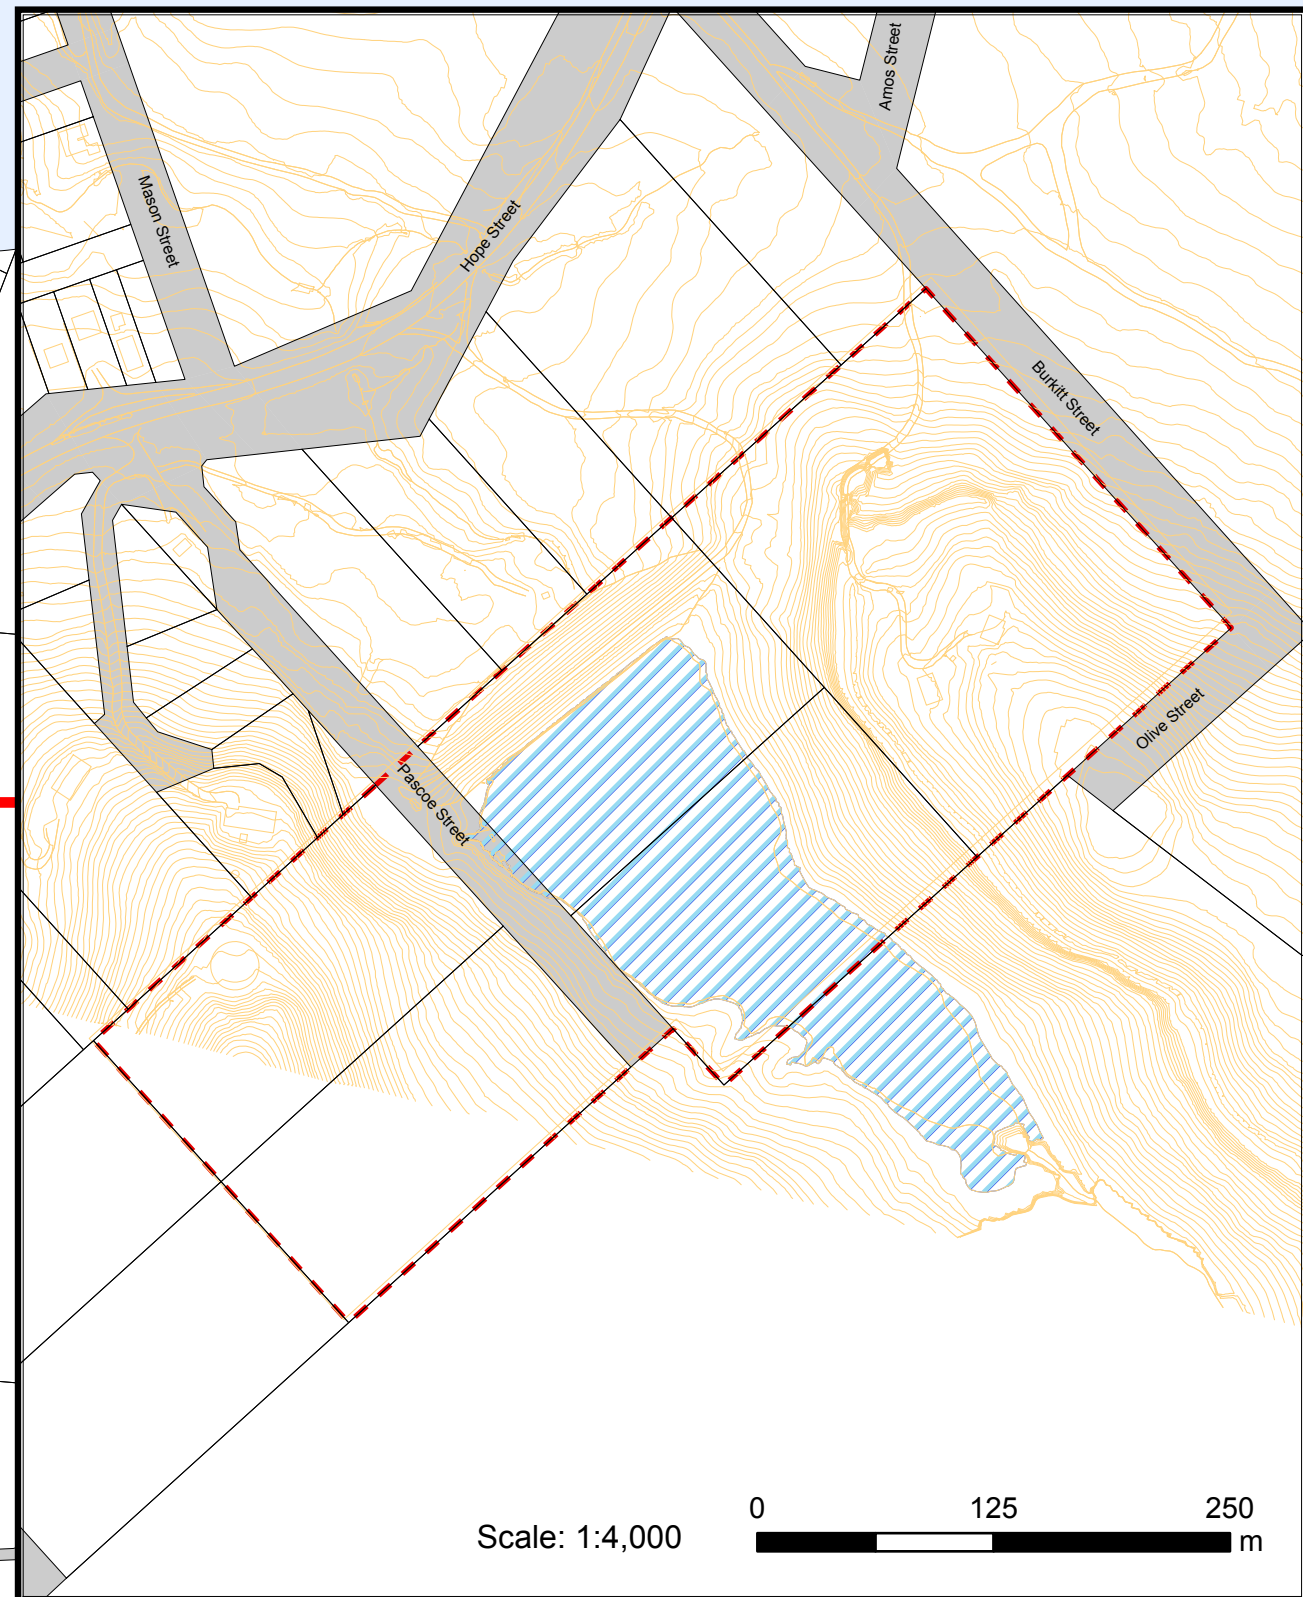 Amos Street
Mason Street
Hope Street
Burkitt Street
Olive Street
Pascoe Street
0 125 250
Scale: 1:4,000
m